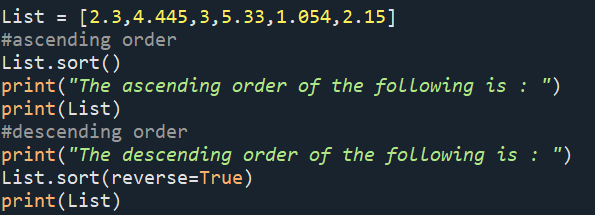 List = [2.3,4.445,3,5.33,1.054,2.15]
#ascending order
List.sort()
print("The ascending order of the following is : ")
print(List)
#descending order
print("The descending order of the following is : ")
List.sort(reverse=True)
print(List)